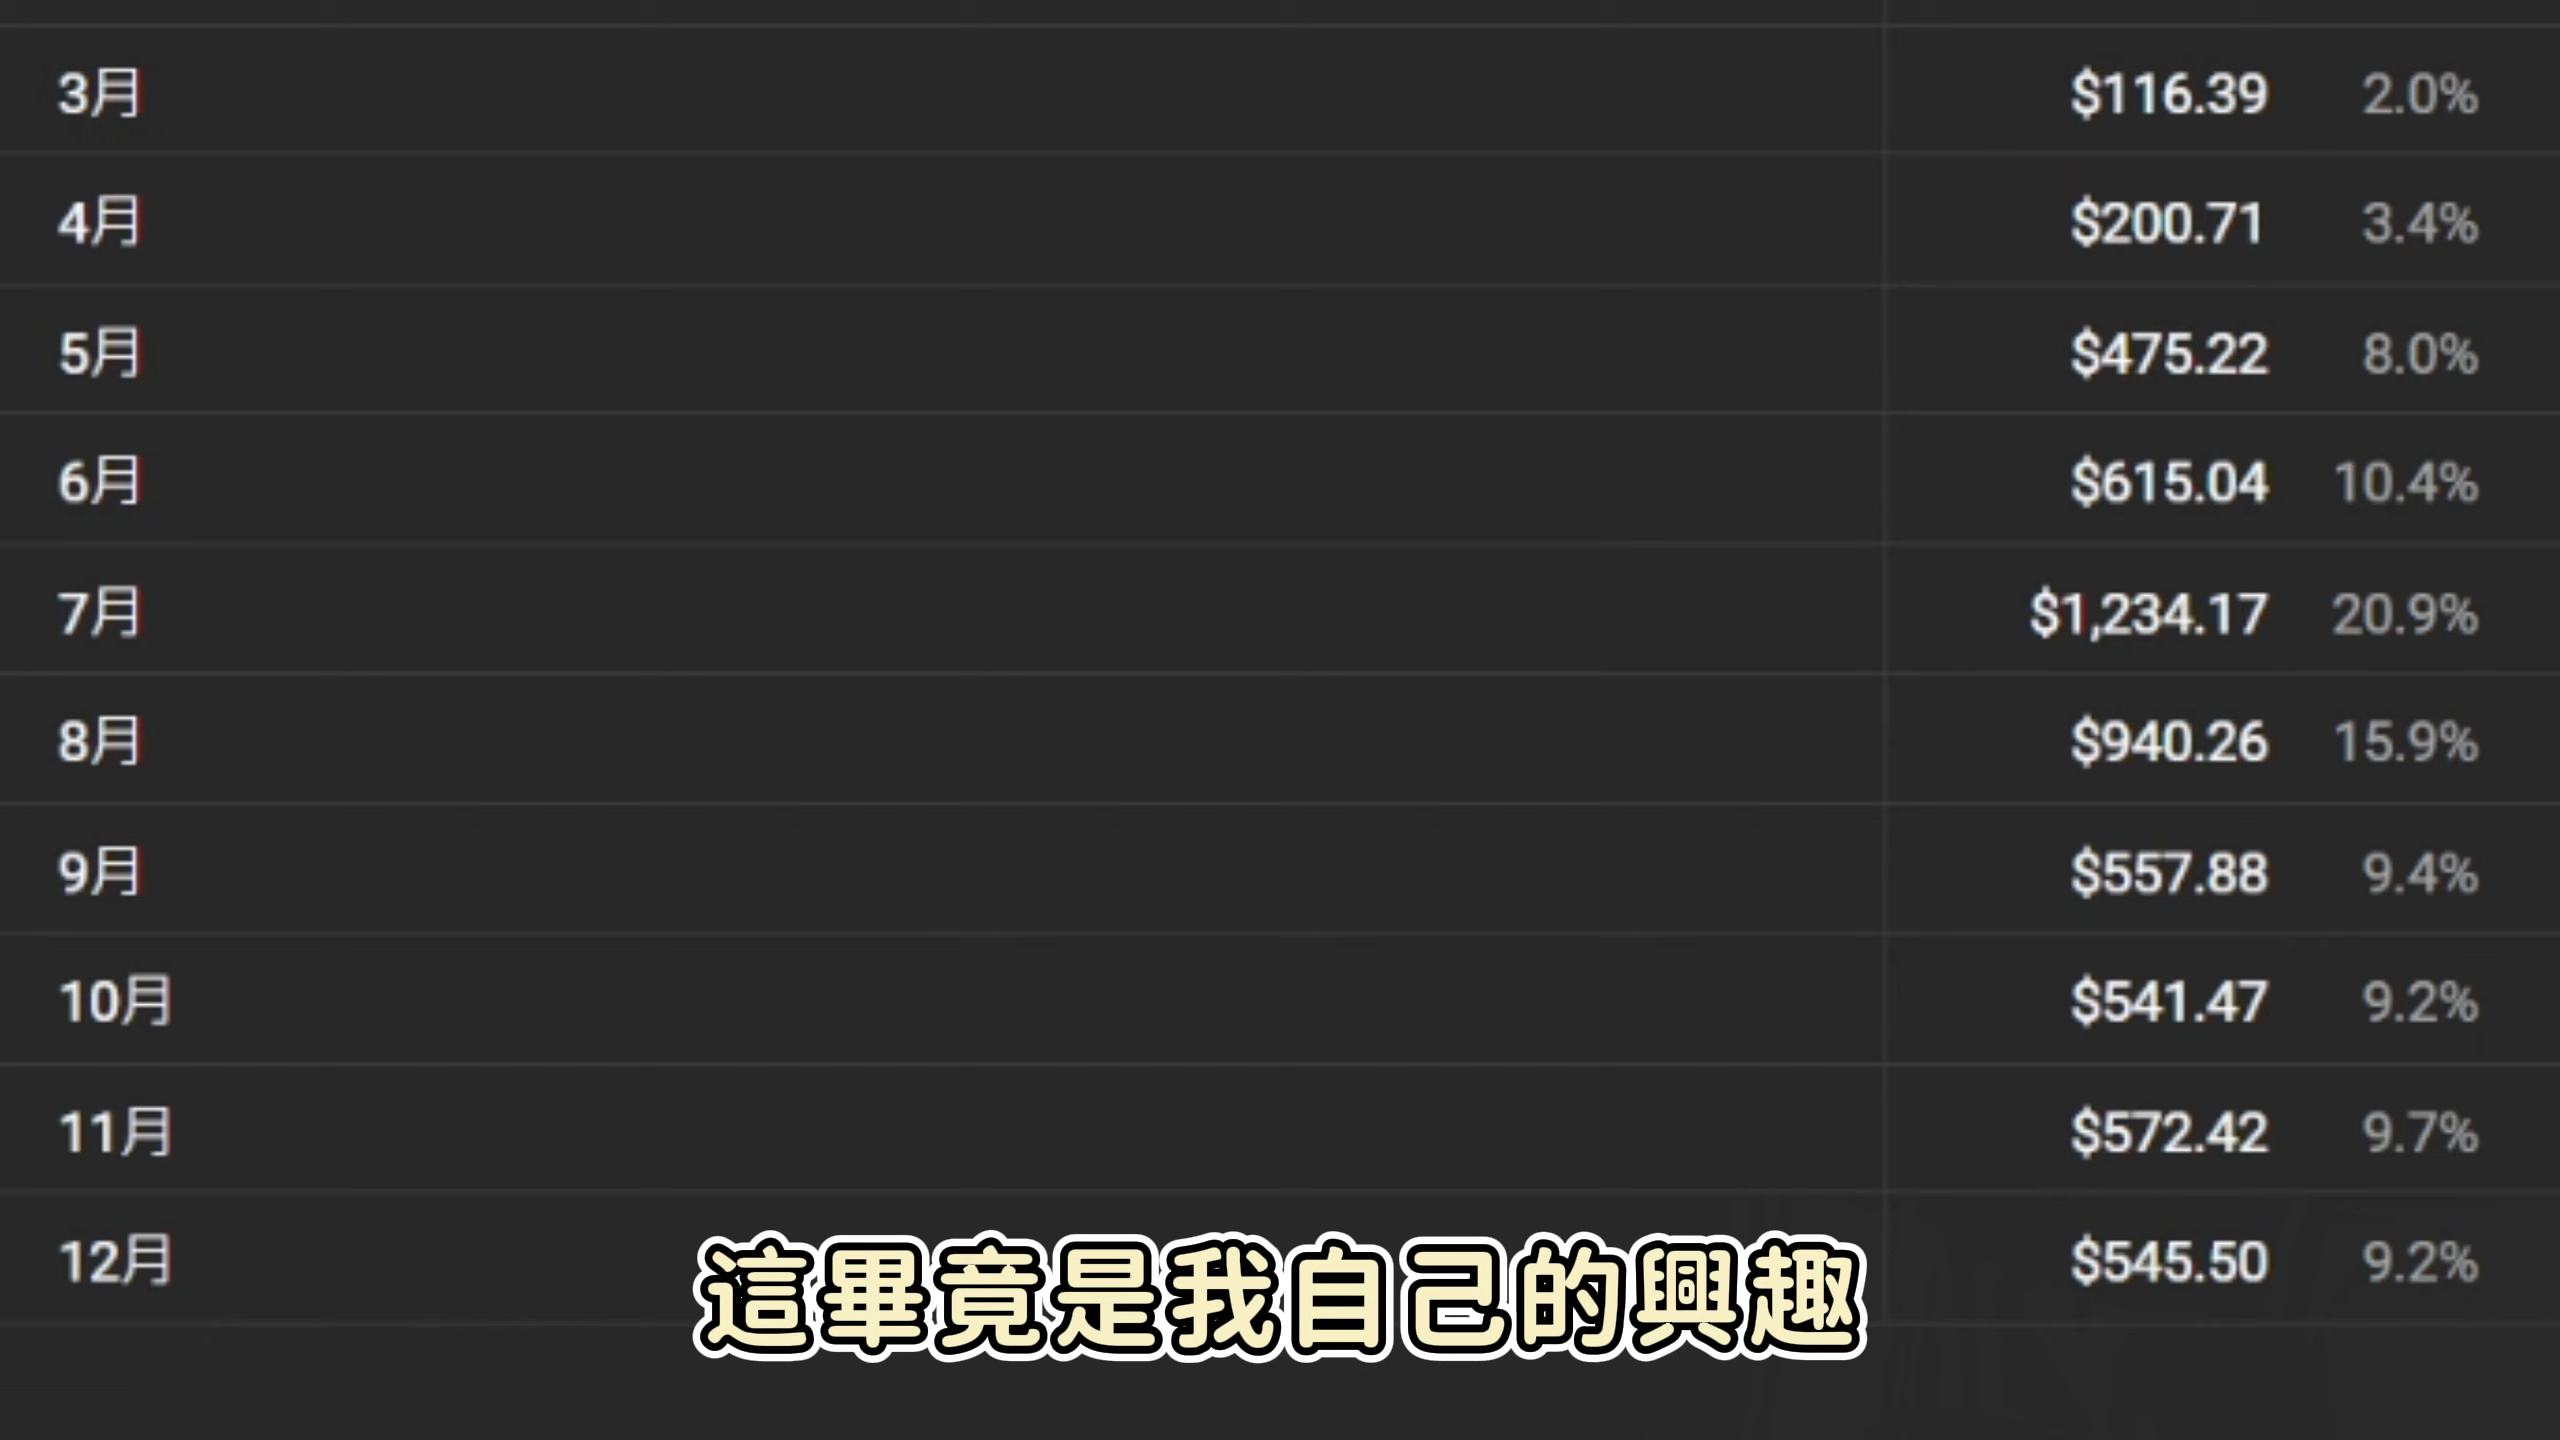 3月 $116.39 2.0%
4月 $200.71 3.4%
5月 $475.22 8.0%
6月 $615.04 10.4%
7月 $1,234.17 20.9%
8月 $940.26 15.9%
9月 $557.88 9.4%
10月 $541.47 9.2%
11月 $572.42 9.7%
12月 $545.50 9.2%
這畢竟是我自己的興趣